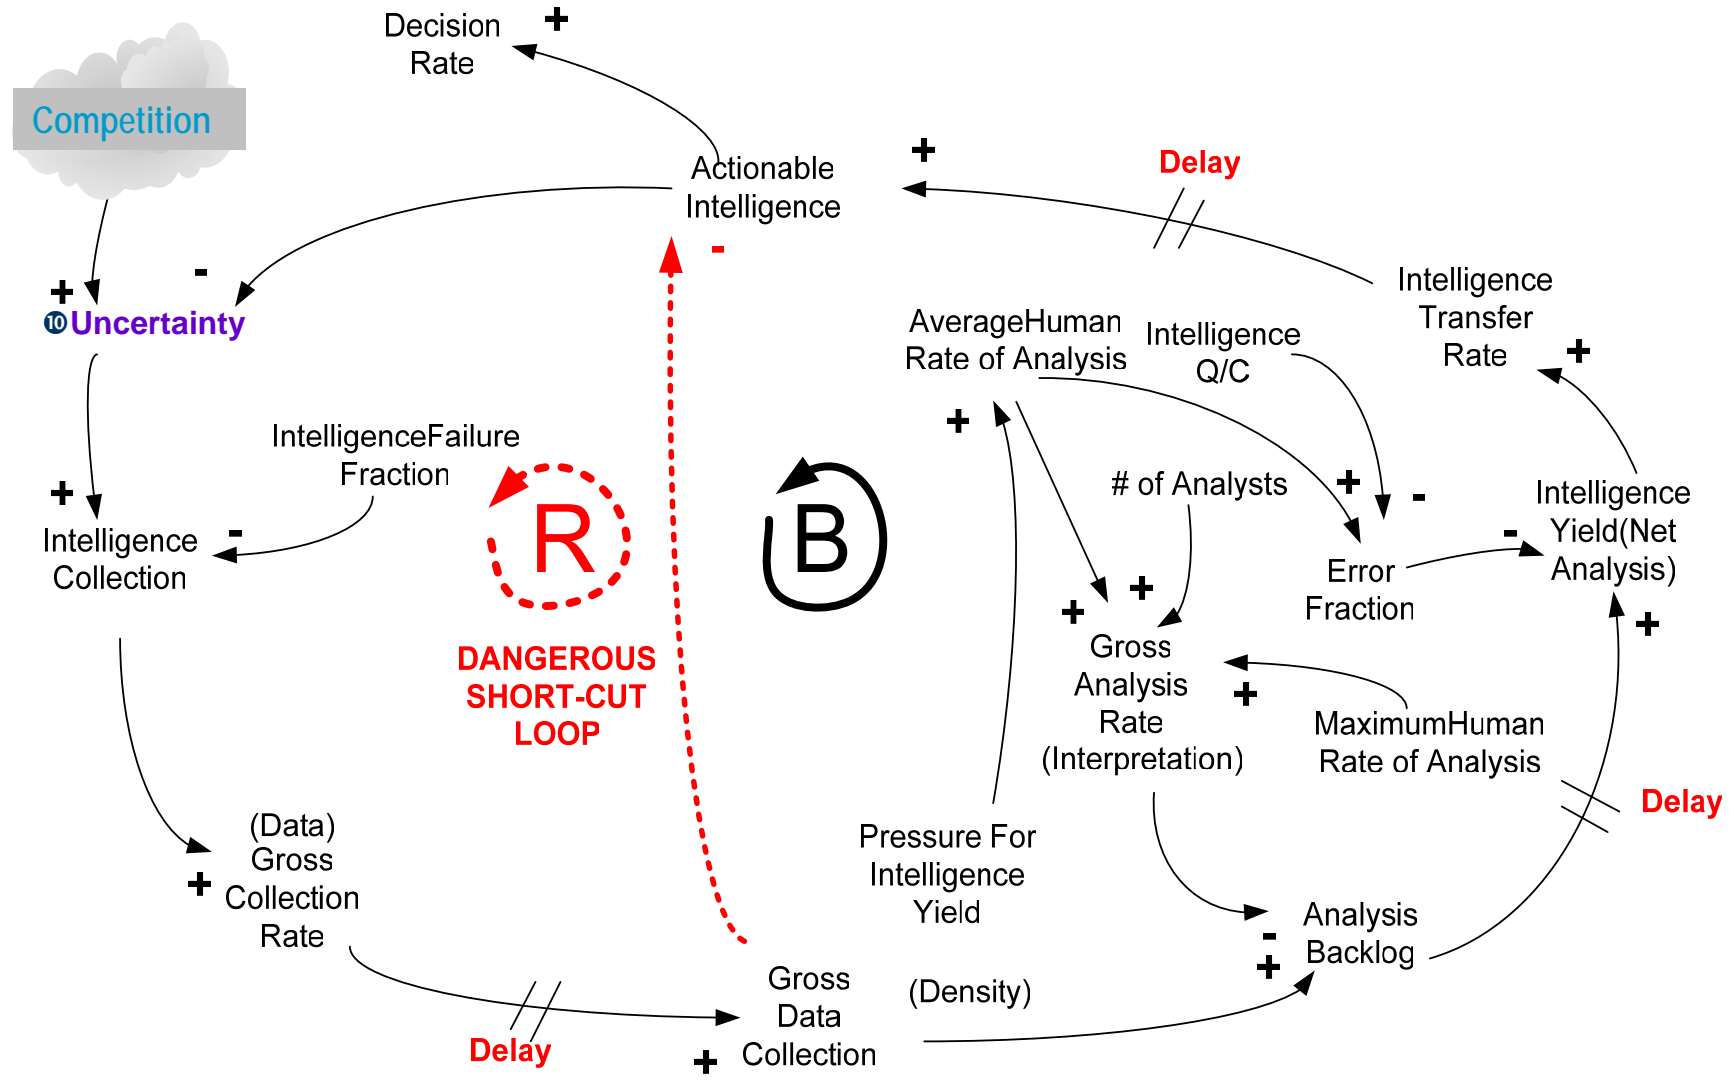 Decision
Rate
+
Competition
Actionable
Intelligence
+
Delay
-
+
❿Uncertainty
-
Intelligence
Transfer
Rate
+
AverageHuman
Rate of Analysis
+
Intelligence
Q/C
IntelligenceFailure
Fraction
-
+
Intelligence
Collection
R
DANGEROUS
SHORT-CUT
LOOP
B
# of Analysts
+
-
-
Intelligence
Yield(Net
Analysis)
+
Error
Fraction
+
+
Gross
Analysis
Rate
(Interpretation)
+
MaximumHuman
Rate of Analysis
Delay
(Data)
Gross
Collection
Rate
+
Pressure For
Intelligence
Yield
Analysis
Backlog
-
+
Gross
Data
Collection
+
(Density)
Delay